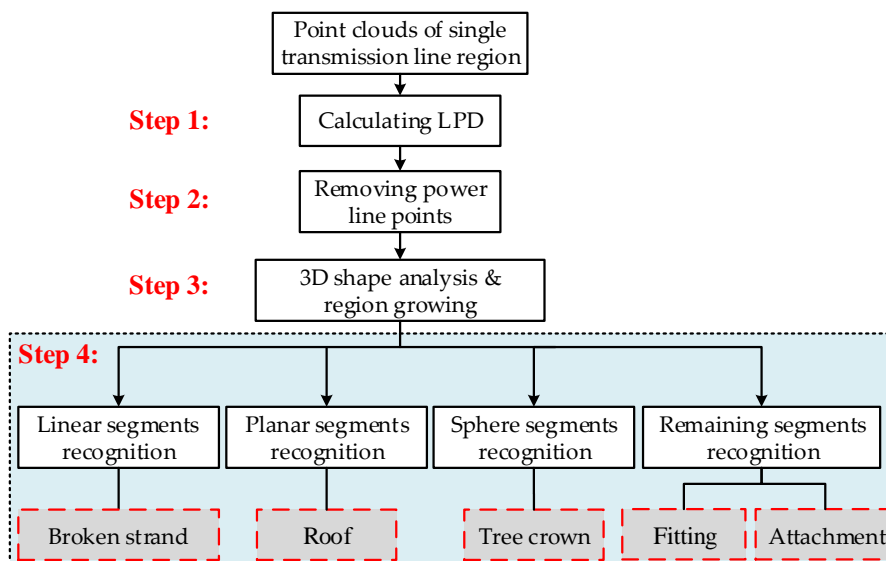 Point clouds of single
transmission line region
Step 1:
Calculating LPD
Step 2:
Removing power
line points
Step 3:
3D shape analysis &
region growing
Step 4:
Linear segments
recognition
Planar segments
recognition
Sphere segments
recognition
Remaining segments
recognition
Broken strand
Roof
Tree crown
Fitting
Attachment